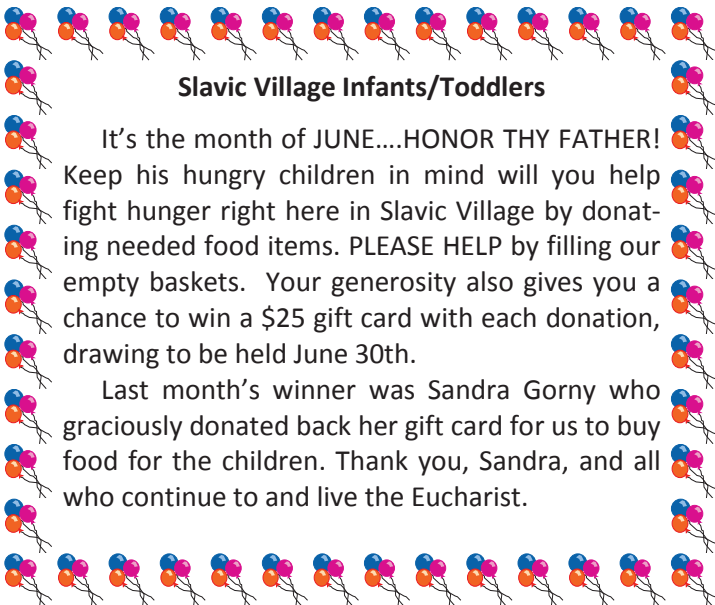 Slavic Village Infants/Toddlers
It’s the month of JUNE….HONOR THY FATHER!
Keep his hungry children in mind will you help
fight hunger right here in Slavic Village by donat-
ing needed food items. PLEASE HELP by filling our
empty baskets.  Your generosity also gives you a
chance to win a $25 gift card with each donation,
drawing to be held June 30th.
Last month’s winner was Sandra Gorny who
graciously donated back her gift card for us to buy
food for the children. Thank you, Sandra, and all
who continue to and live the Eucharist.